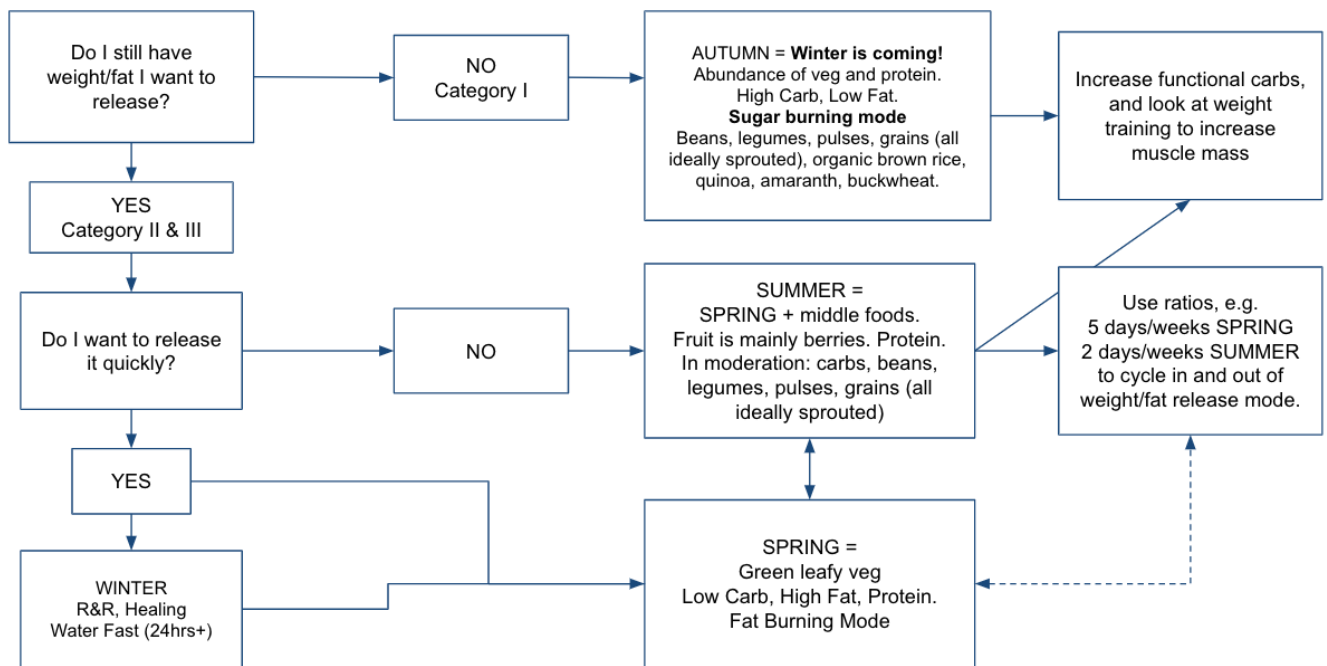 Do I still have
weight/fat I want to
release?
NO
Category I
AUTUMN = Winter is coming!
Abundance of veg and protein.
High Carb, Low Fat.
Sugar burning mode
Beans, legumes, pulses, grains (all
ideally sprouted), organic brown rice,
quinoa, amaranth, buckwheat.
Increase functional carbs,
and look at weight
training to increase
muscle mass
YES
Category II & III
Do I want to release
it quickly?
NO
SUMMER =
SPRING + middle foods.
Fruit is mainly berries. Protein.
In moderation: carbs, beans,
legumes, pulses, grains (all
ideally sprouted)
Use ratios, e.g.
5 days/weeks SPRING
2 days/weeks SUMMER
to cycle in and out of
weight/fat release mode.
YES
WINTER
R&R, Healing
Water Fast (24hrs+)
SPRING =
Green leafy veg
Low Carb, High Fat, Protein.
Fat Burning Mode